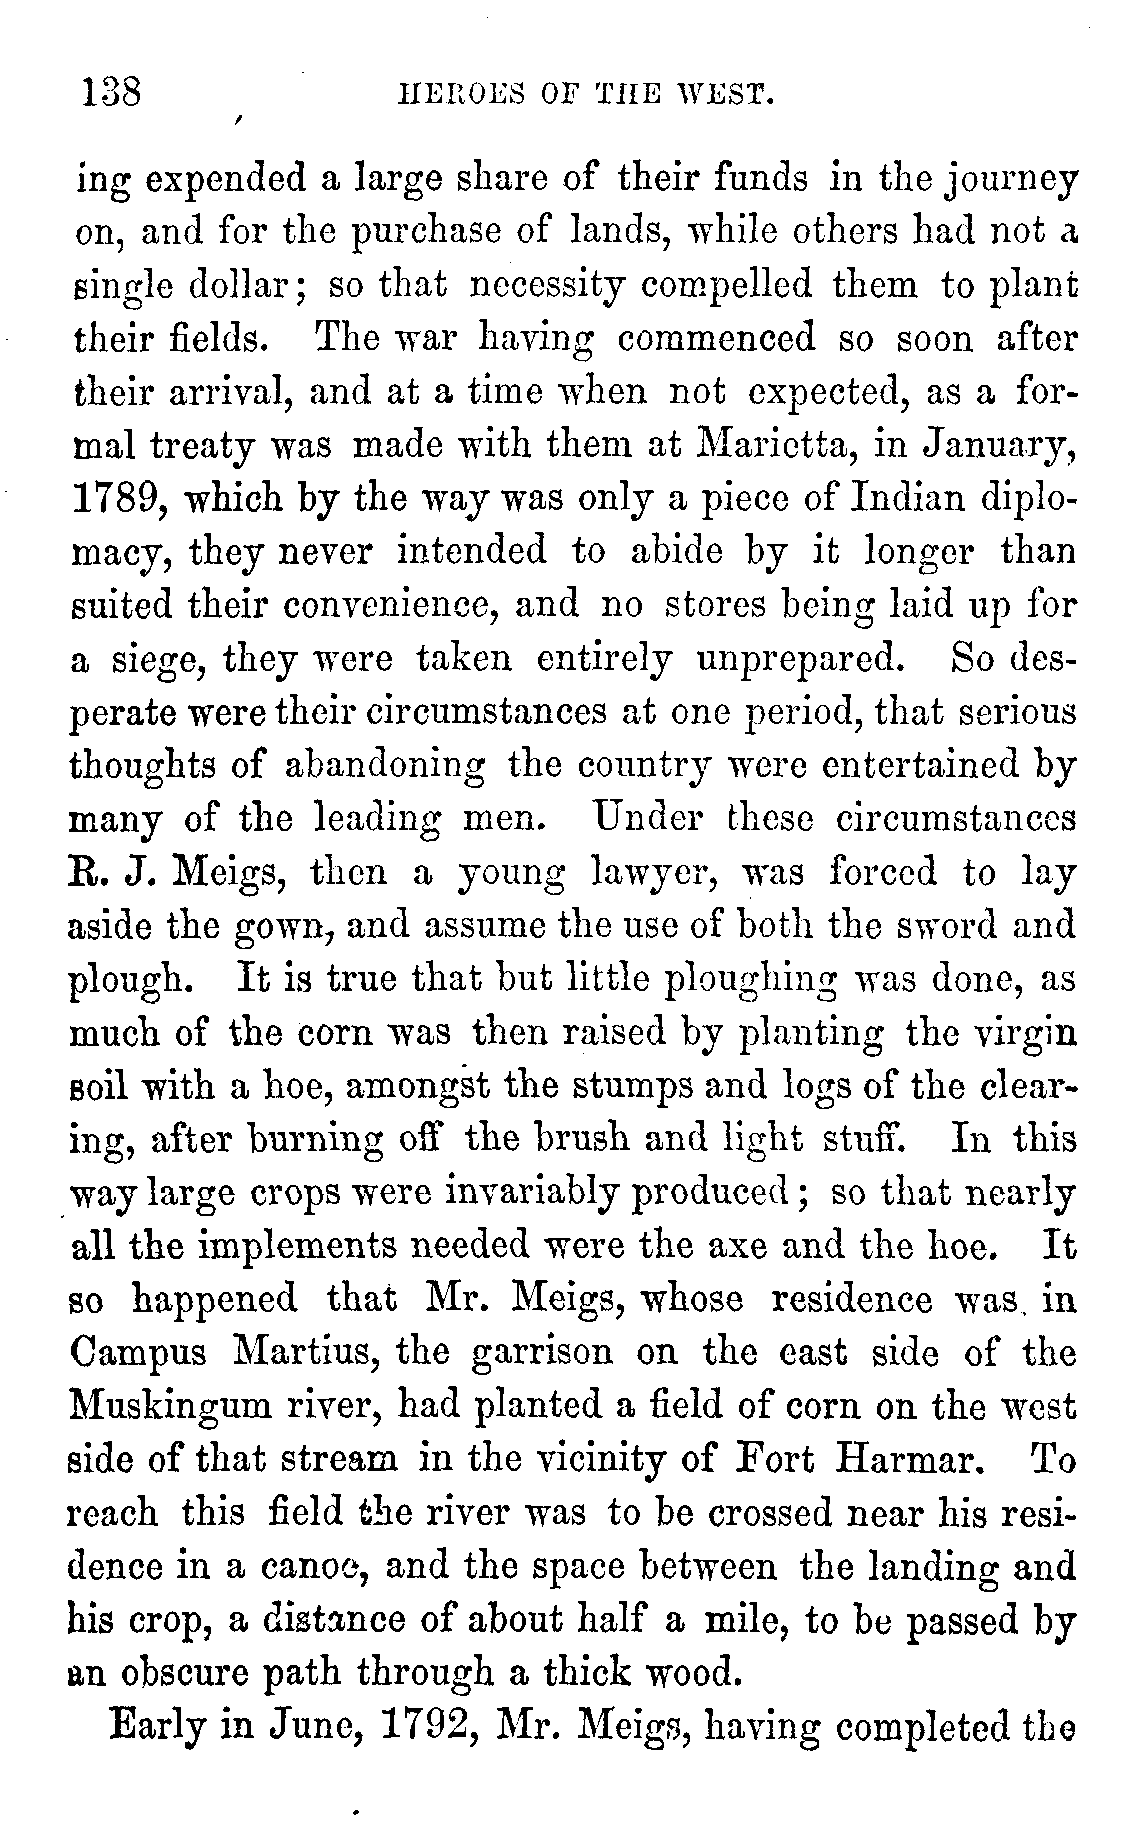 138 HEROES OF THE WEST.
ing expended a large share of their funds in the journey
on, and for the purchase of lands, while others had not a
single dollar; so that necessity compelled them to plant
their fields. The war having commenced so soon after
their arrival, and at a time when not expected, as a for-
mal treaty was made with them at Marietta, in January,
1789, which by the way was only a piece of Indian diplo-
macy, they never intended to abide by it longer than
suited their convenience, and no stores being laid up for
a siege, they were taken entirely unprepared. So des-
perate were their circumstances at one period, that serious
thoughts of abandoning the country were entertained by
many of the leading men. Under these circumstances
R. J. Meigs, then a young lawyer, was forced to lay
aside the gown, and assume the use of both the sword and
plough. It is true that but little ploughing was done, as
much of the corn was then raised by planting the virgin
soil with a hoe, amongst the stumps and logs of the clear-
ing, after burning off the brush and light stuff. In this
way large crops were invariably produced; so that nearly
all the implements needed were the axe and the hoe. It
so happened that Mr. Meigs, whose residence was in
Campus Martius, the garrison on the east side of the
Muskingum river, had planted a field of corn on the west
side of that stream in the vicinity of Fort Harmar. To
reach this field the river was to be crossed near his resi-
dence in a canoe, and the space between the landing and
his crop, a distance of about half a mile, to be passed by
an obscure path through a thick wood.
Early in June, 1792, Mr. Meigs, having completed the